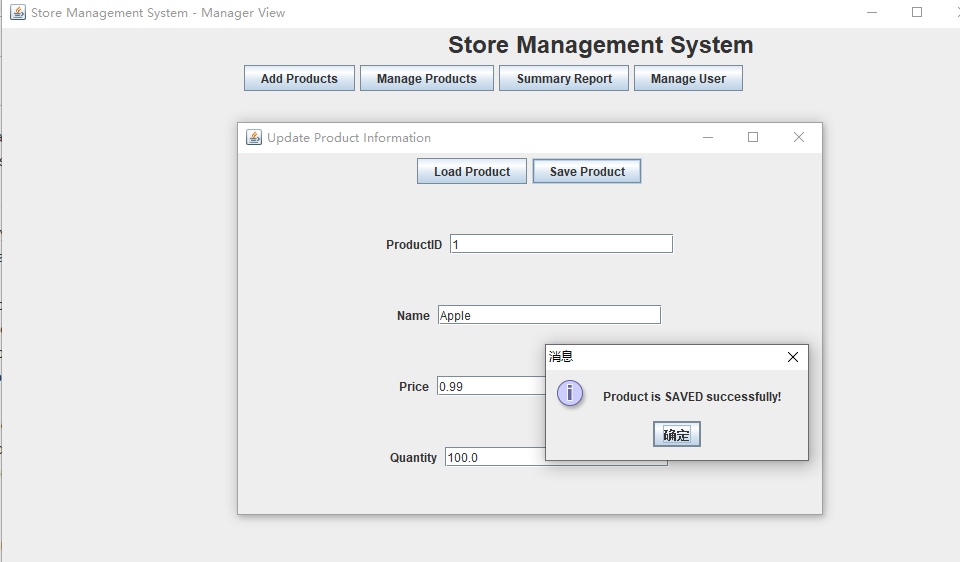 Store Management System - Manager View
Store Management System
Add Products Manage Products Summary Report Manage User
Update Product Information
Load Product Save Product
ProductID 1
Name Apple
消息
Price 0.99
Product is SAVED successfully!
确定
Quantity 100.0